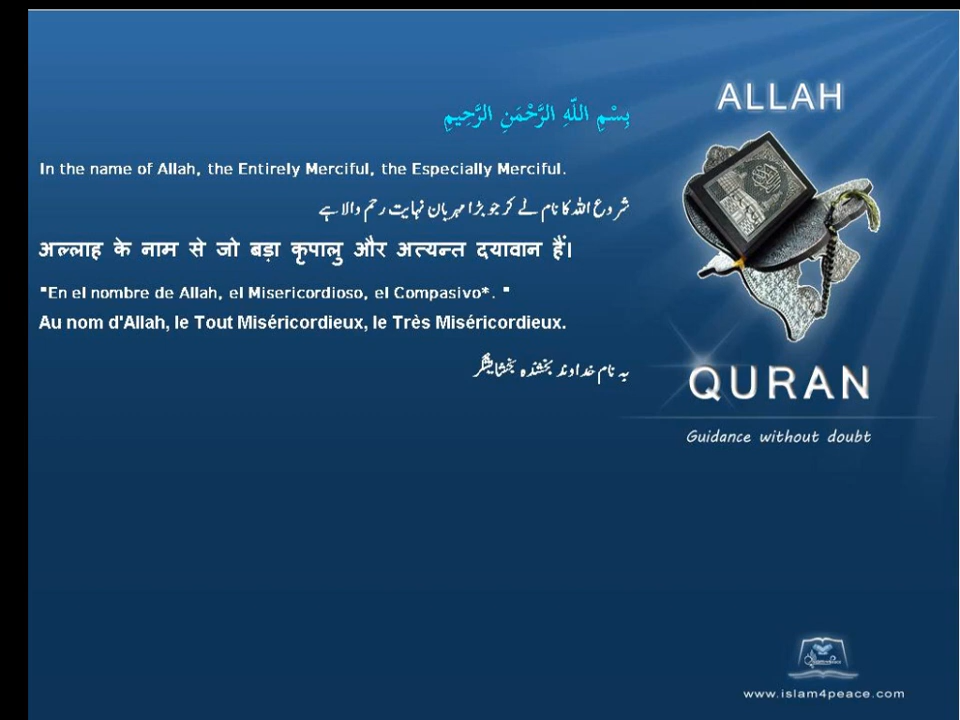 بِسْمِ اللّهِ الرَّحْمَنِ الرَّحِيمِ
In the name of Allah, the Entirely Merciful, the Especially Merciful.
شروع الله کا نام لے کر جو بڑا مہربان نہایت رحم والا ہے
अल्लाह के नाम से जो बड़ा कृपालु और अत्यन्त दयावान हैं।
"En el nombre de Allah, el Misericordioso, el Compasivo*. "
Au nom d'Allah, le Tout Miséricordieux, le Très Miséricordieux.
به نام خداوند بخشنده بخشایشگر
ALLAH
QURAN
Guidance without doubt
www.islam4peace.com